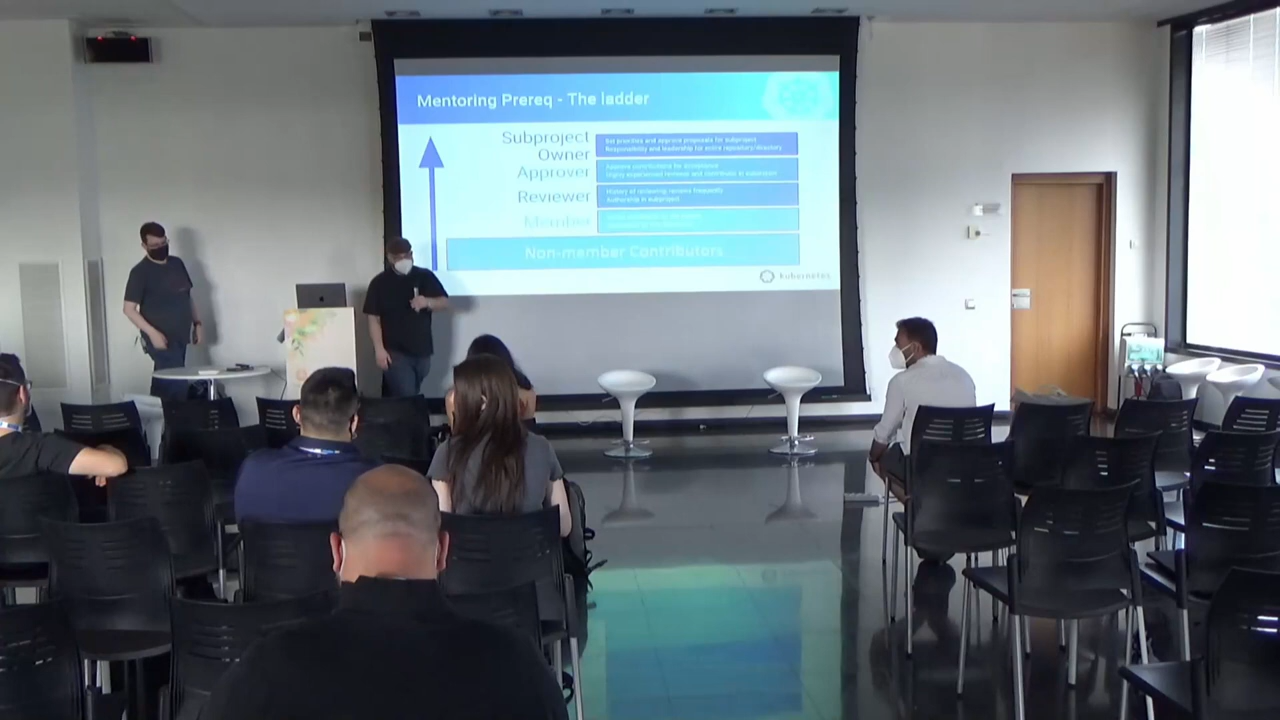 Mentoring Prereq - The ladder
Subproject
Owner
Set priorities and approve proposals for subproject
Responsibility and leadership for entire repository/directory
Approver
Approve contributions for acceptance
Highly experienced reviewer and contributor in subproject
Reviewer
History of reviewing reviews frequently
Authorship in subproject
Member
Non-member Contributors
kubernetes